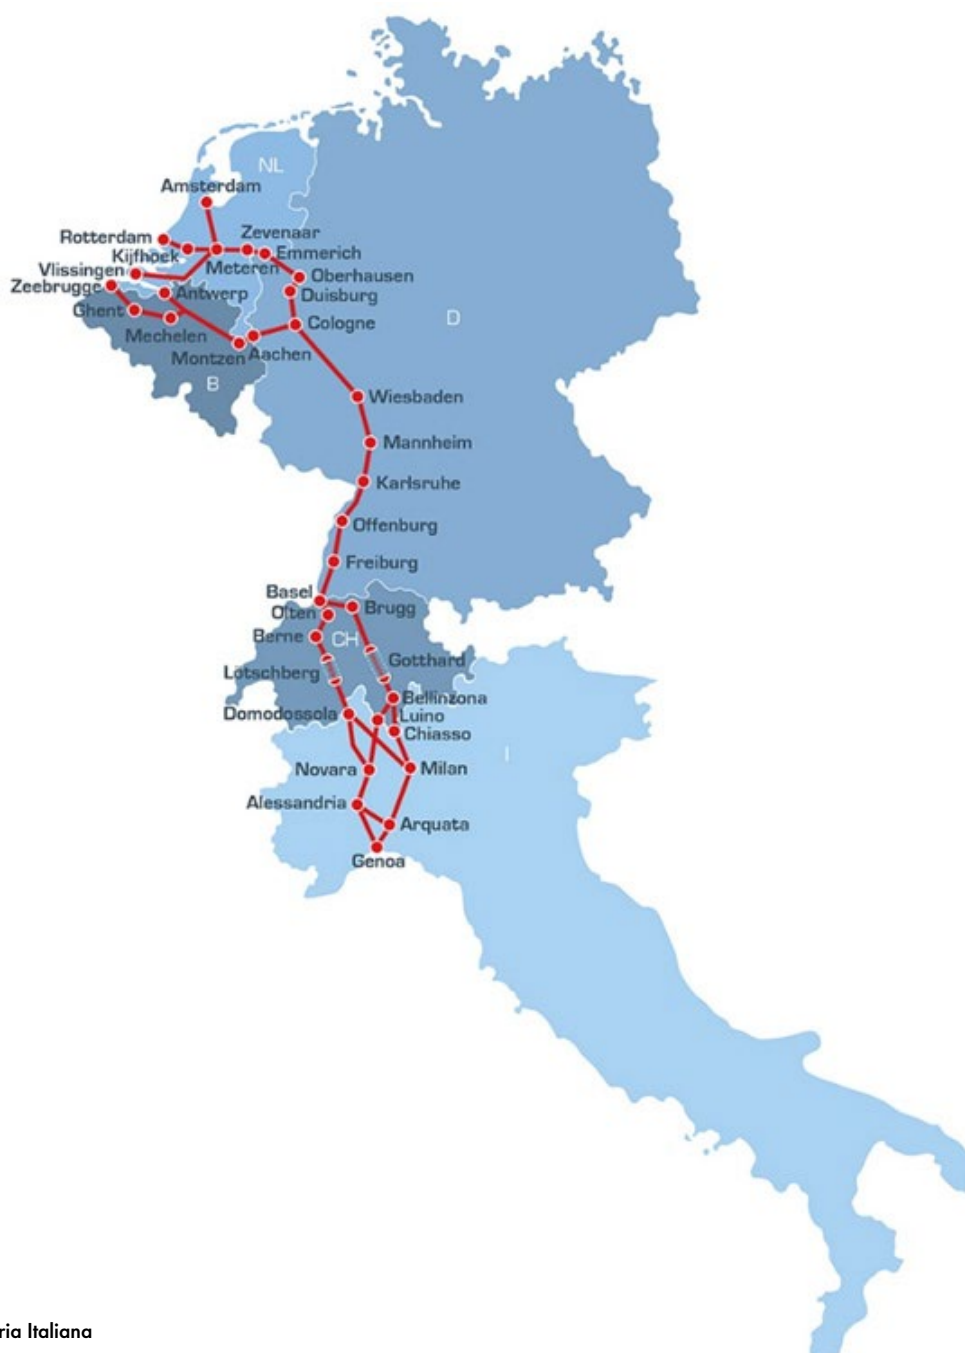 NL
Amsterdam
Rotterdam
Zevenaar
Kijfhoek
Emmerich
Vlissingen
Meteren
Oberhausen
Zeebrugge
Antwerp
Duisburg
Ghent
Cologne
D
Mechelen
Montzen
Aachen
B
Wiesbaden
Mannheim
Karlsruhe
Offenburg
Freiburg
Basel
Olten
Brugg
Berne
CH
Gotthard
Lötschberg
Bellinzona
Domodossola
Luino
Chiasso
I
Novara
Milan
Alessandria
Arquata
Genoa
ria Italiana